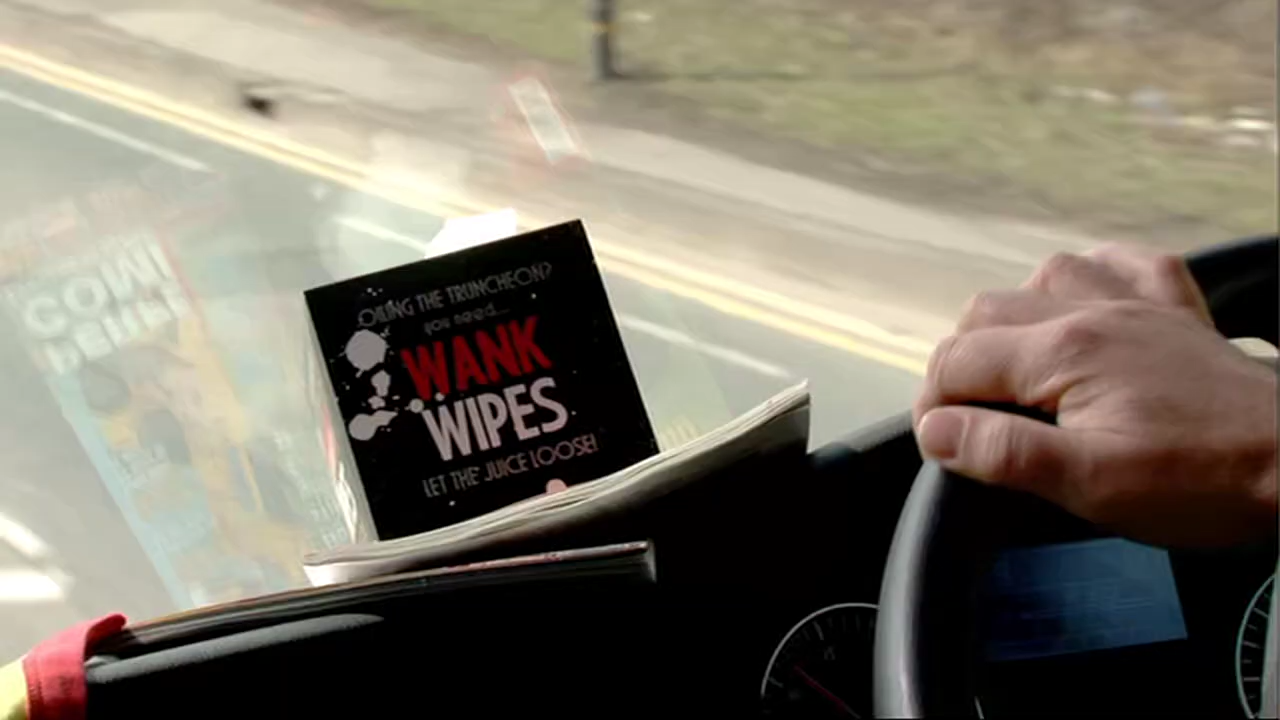 OILING THE TRUNCHEON?
you need...
WANK
WIPES
LET THE JUICE LOOSE!